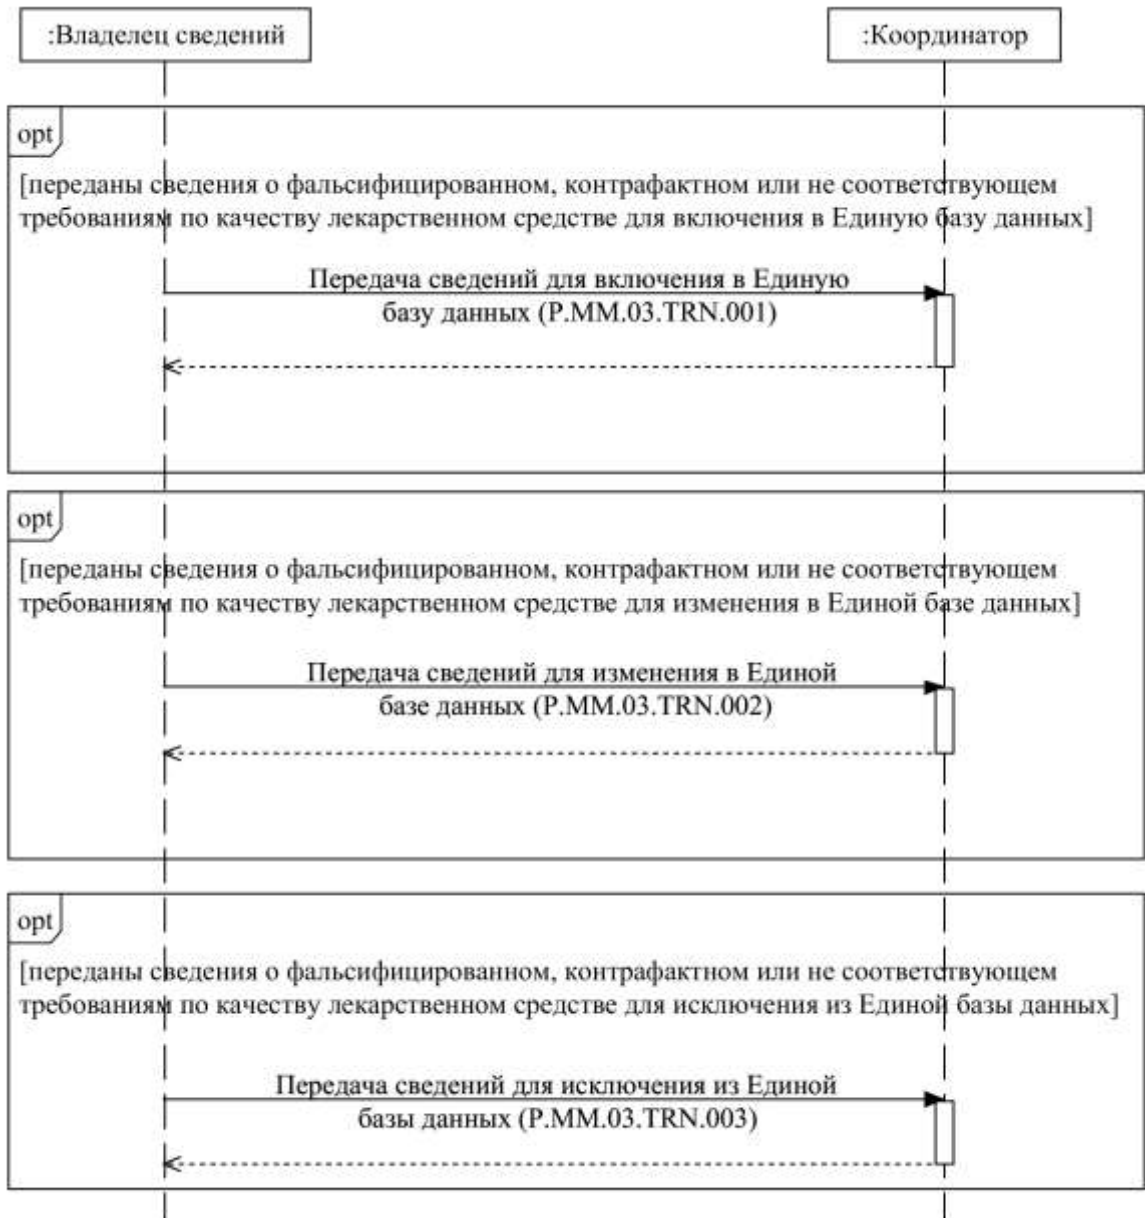 :Владелец сведений
:Координатор
opt
[переданы сведения о фальсифицированном, контрафактном или не соответствующем
требованиям по качеству лекарственном средстве для включения в Единую базу данных]
Передача сведений для включения в Единую
базу данных (P.MM.03.TRN.001)
opt
[переданы сведения о фальсифицированном, контрафактном или не соответствующем
требованиям по качеству лекарственном средстве для изменения в Единой базе данных]
Передача сведений для изменения в Единой
базе данных (P.MM.03.TRN.002)
opt
[переданы сведения о фальсифицированном, контрафактном или не соответствующем
требованиям по качеству лекарственном средстве для исключения из Единой базы данных]
Передача сведений для исключения из Единой
базы данных (P.MM.03.TRN.003)